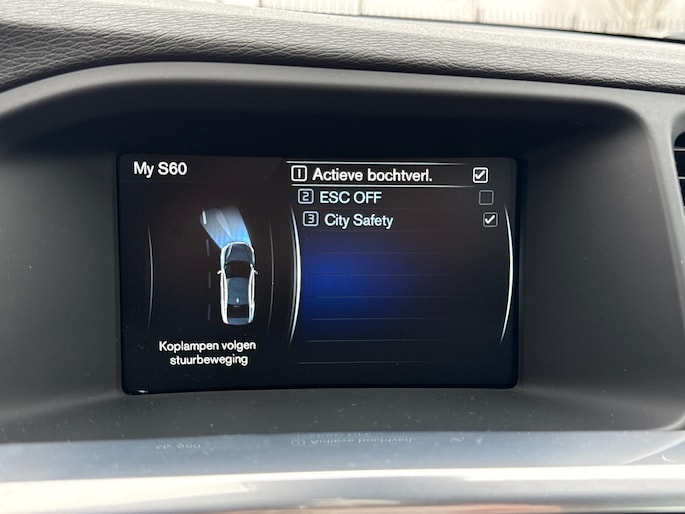 My S60
1 Actieve bochtverl.
2 ESC OFF
3 City Safety
Koplampen volgen
stuurbeweging